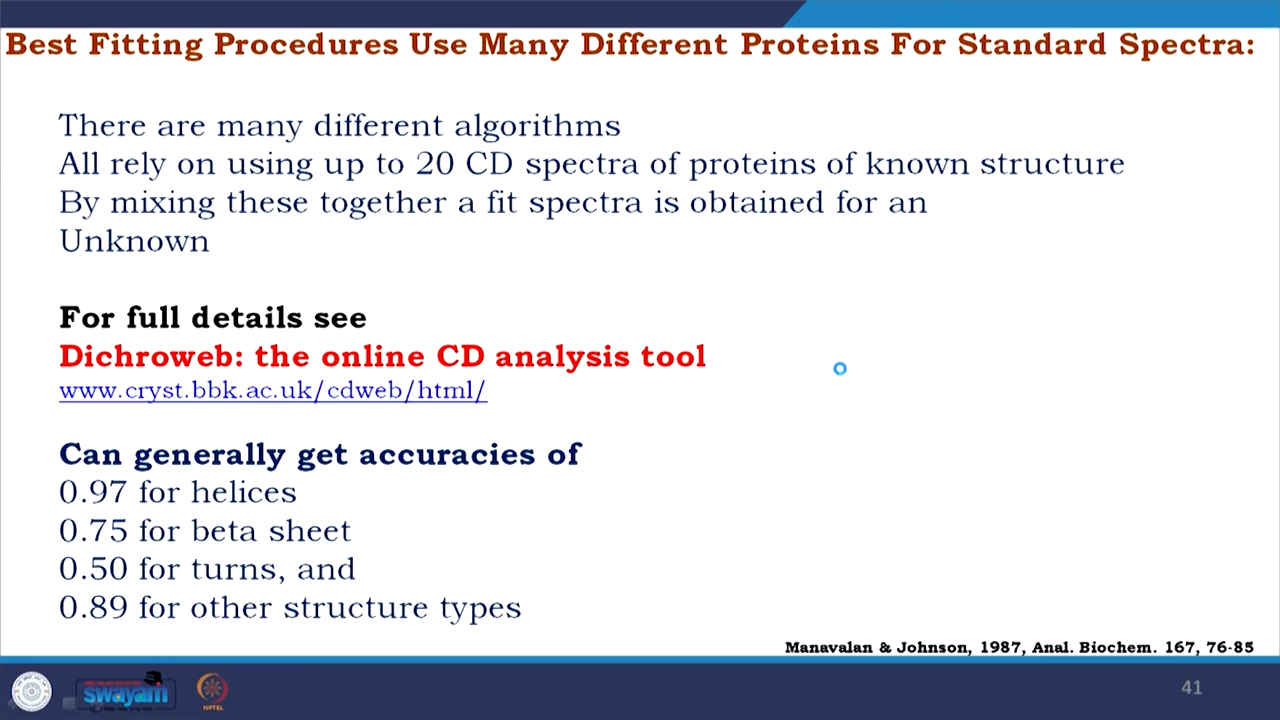 Best Fitting Procedures Use Many Different Proteins For Standard Spectra:
There are many different algorithms
All rely on using up to 20 CD spectra of proteins of known structure
By mixing these together a fit spectra is obtained for an
Unknown
For full details see
Dichroweb: the online CD analysis tool
www.cryst.bbk.ac.uk/cdweb/html/
Can generally get accuracies of
0.97 for helices
0.75 for beta sheet
0.50 for turns, and
0.89 for other structure types
Manavalan & Johnson, 1987, Anal. Biochem. 167, 76-85
swayam
NPTEL
41